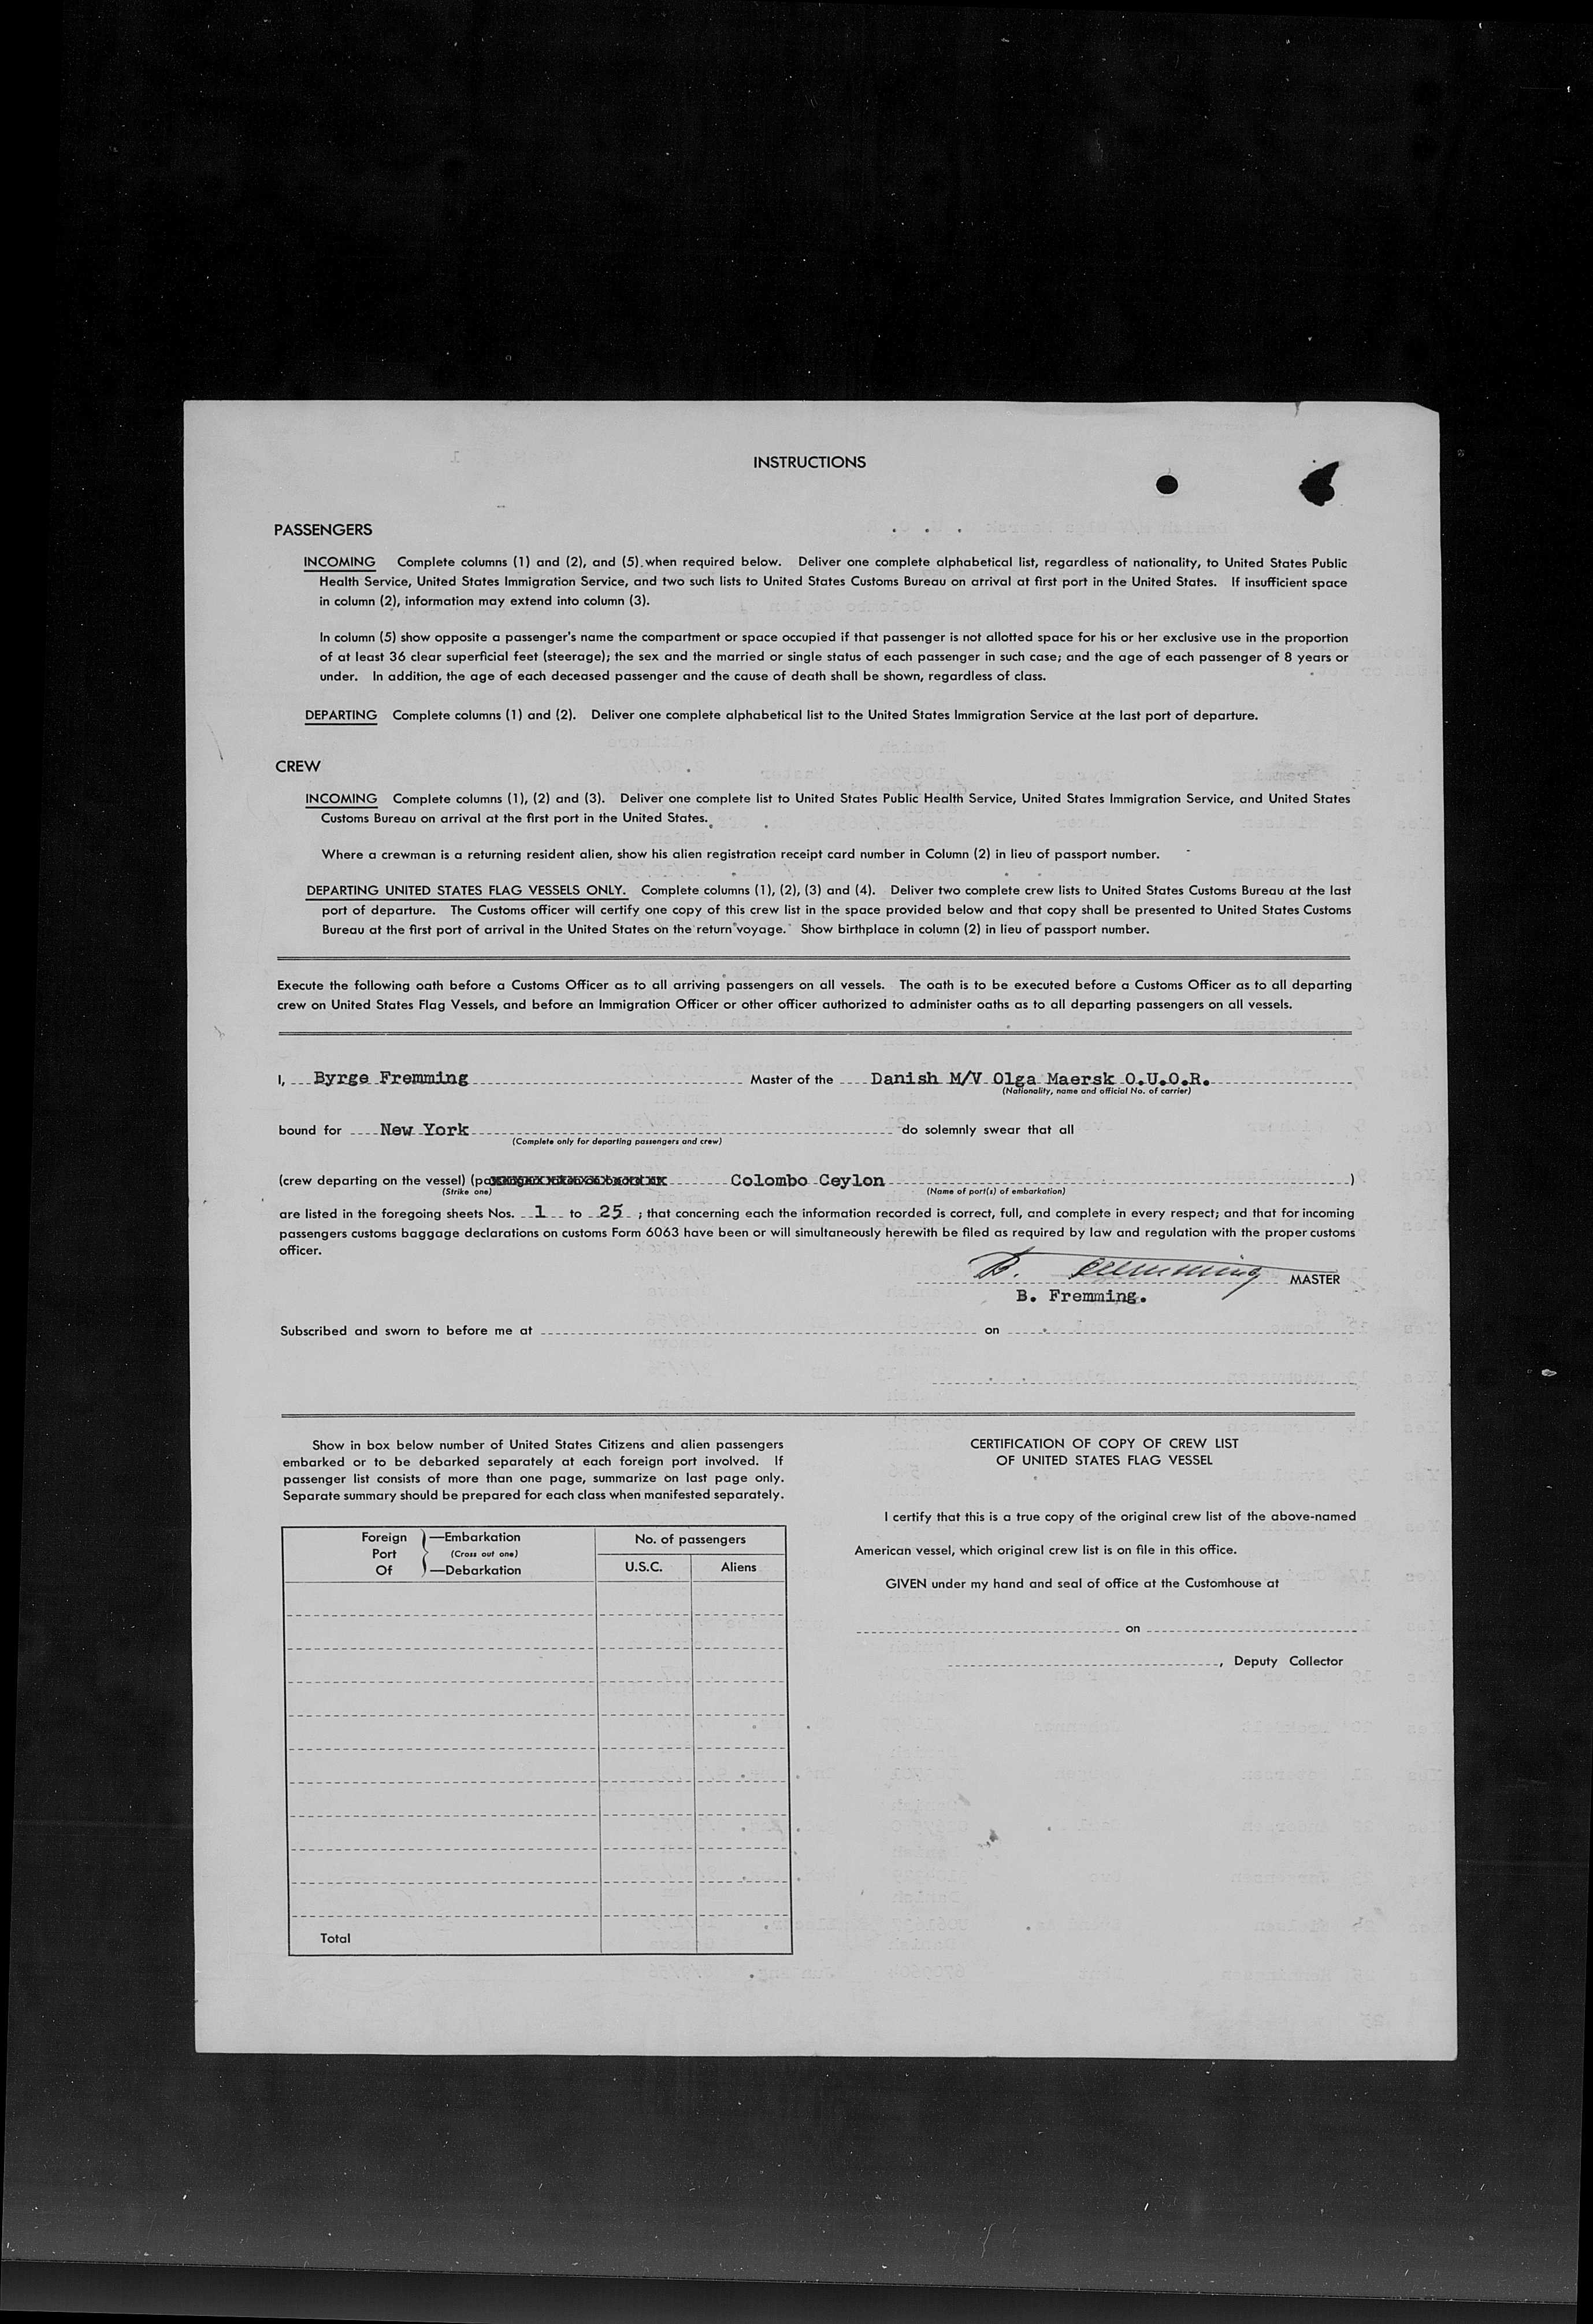 INSTRUCTIONS
PASSENGERS
INCOMING Complete columns (1) and (2), and (5) when required below. Deliver one complete alphabetical list, regardless of nationality, to United States Public
Health Service, United States Immigration Service, and two such lists to United States Customs Bureau on arrival at first port in the United States. If insufficient space
in column (2), information may extend into column (3).
In column (5) show opposite a passenger's name the compartment or space occupied if that passenger is not allotted space for his or her exclusive use in the proportion
of at least 36 clear superficial feet (steerage); the sex and the married or single status of each passenger in such case; and the age of each passenger of 8 years or
under. In addition, the age of each deceased passenger and the cause of death shall be shown, regardless of class.
DEPARTING Complete columns (1) and (2). Deliver one complete alphabetical list to the United States Immigration Service at the last port of departure.
CREW
INCOMING Complete columns (1), (2) and (3). Deliver one complete list to United States Public Health Service, United States Immigration Service, and United States
Customs Bureau on arrival at the first port in the United States.
Where a crewman is a returning resident alien, show his alien registration receipt card number in Column (2) in lieu of passport number.
DEPARTING UNITED STATES FLAG VESSELS ONLY. Complete columns (1), (2), (3) and (4). Deliver two complete crew lists to United States Customs Bureau at the last
port of departure. The Customs officer will certify one copy of this crew list in the space provided below and that copy shall be presented to United States Customs
Bureau at the first port of arrival in the United States on the return voyage. Show birthplace in column (2) in lieu of passport number.
Execute the following oath before a Customs Officer as to all arriving passengers on all vessels. The oath is to be executed before a Customs Officer as to all departing
crew on United States Flag Vessels, and before an Immigration Officer or other officer authorized to administer oaths as to all departing passengers on all vessels.
I, Byrge Fremming Master of the Danish M/V Olga Maersk O.U.O.R.
(Nationality, name and official No. of carrier)
bound for New York do solemnly swear that all
(Complete only for departing passengers and crew)
(crew departing on the vessel) (pa Colombo Ceylon )
(Strike one) (Name of port(s) of embarkation)
are listed in the foregoing sheets Nos. 1 to 25 ; that concerning each the information recorded is correct, full, and complete in every respect; and that for incoming
passengers customs baggage declarations on customs Form 6063 have been or will simultaneously herewith be filed as required by law and regulation with the proper customs
officer.
B. Fremming MASTER
B. Fremming.
Subscribed and sworn to before me at on
Show in box below number of United States Citizens and alien passengers
embarked or to be debarked separately at each foreign port involved. If
passenger list consists of more than one page, summarize on last page only.
Separate summary should be prepared for each class when manifested separately.
Foreign —Embarkation No. of passengers
Port (Cross out one)
Of —Debarkation U.S.C. Aliens
Total
CERTIFICATION OF COPY OF CREW LIST
OF UNITED STATES FLAG VESSEL
I certify that this is a true copy of the original crew list of the above-named
American vessel, which original crew list is on file in this office.
GIVEN under my hand and seal of office at the Customhouse at
on
, Deputy Collector